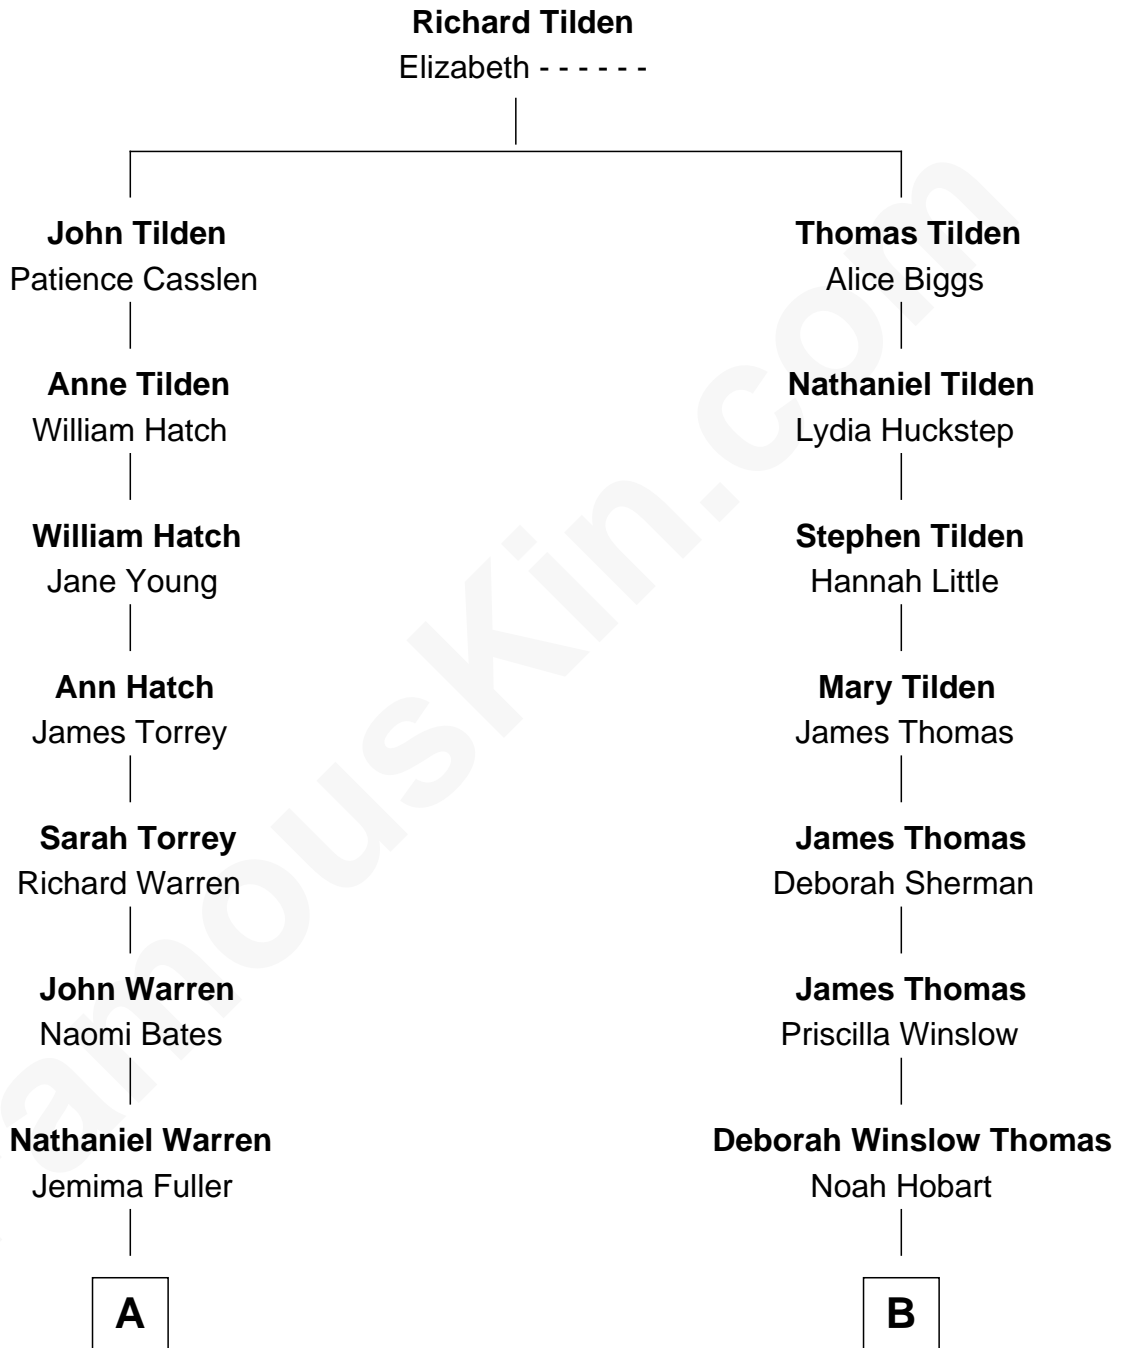 Richard Tilden
Elizabeth - - - - - -
John Tilden
Patience Casslen
Thomas Tilden
Alice Biggs
Anne Tilden
William Hatch
Nathaniel Tilden
Lydia Huckstep
William Hatch
Jane Young
Stephen Tilden
Hannah Little
Ann Hatch
James Torrey
Mary Tilden
James Thomas
Sarah Torrey
Richard Warren
James Thomas
Deborah Sherman
John Warren
Naomi Bates
James Thomas
Priscilla Winslow
Nathaniel Warren
Jemima Fuller
Deborah Winslow Thomas
Noah Hobart
A
B
amousKin.com